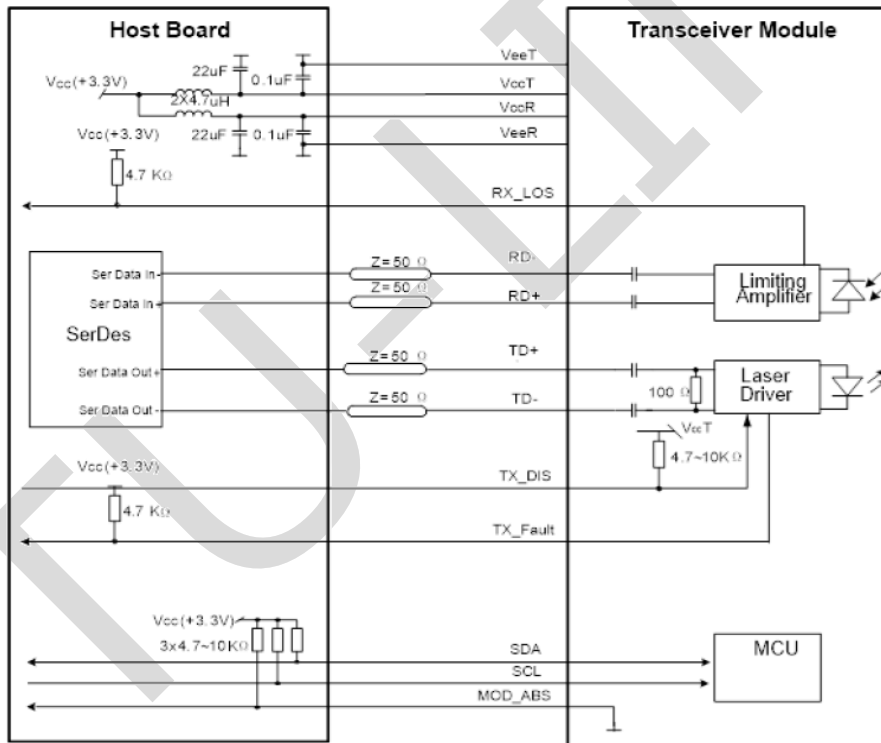 Host Board
Transceiver Module
VeeT
22uF
0.1uF
Vcc(+3.3V)
VccT
2X4.7uH
VccR
Vcc(+3.3V)
22uF
0.1uF
VeeR
4.7 KΩ
RX_LOS
Z=50 Ω
RD-
Ser Data In-
Limiting
Amplifier
Z=50 Ω
RD+
Ser Data In+
SerDes
Z=50 Ω
TD+
Ser Data Out+
Laser
Driver
100 Ω
Z=50 Ω
TD-
Ser Data Out-
VccT
4.7~10KΩ
Vcc(+3.3V)
TX_DIS
4.7 KΩ
TX_Fault
Vcc(+3.3V)
3x4.7~10KΩ
SDA
MCU
SCL
MOD_ABS